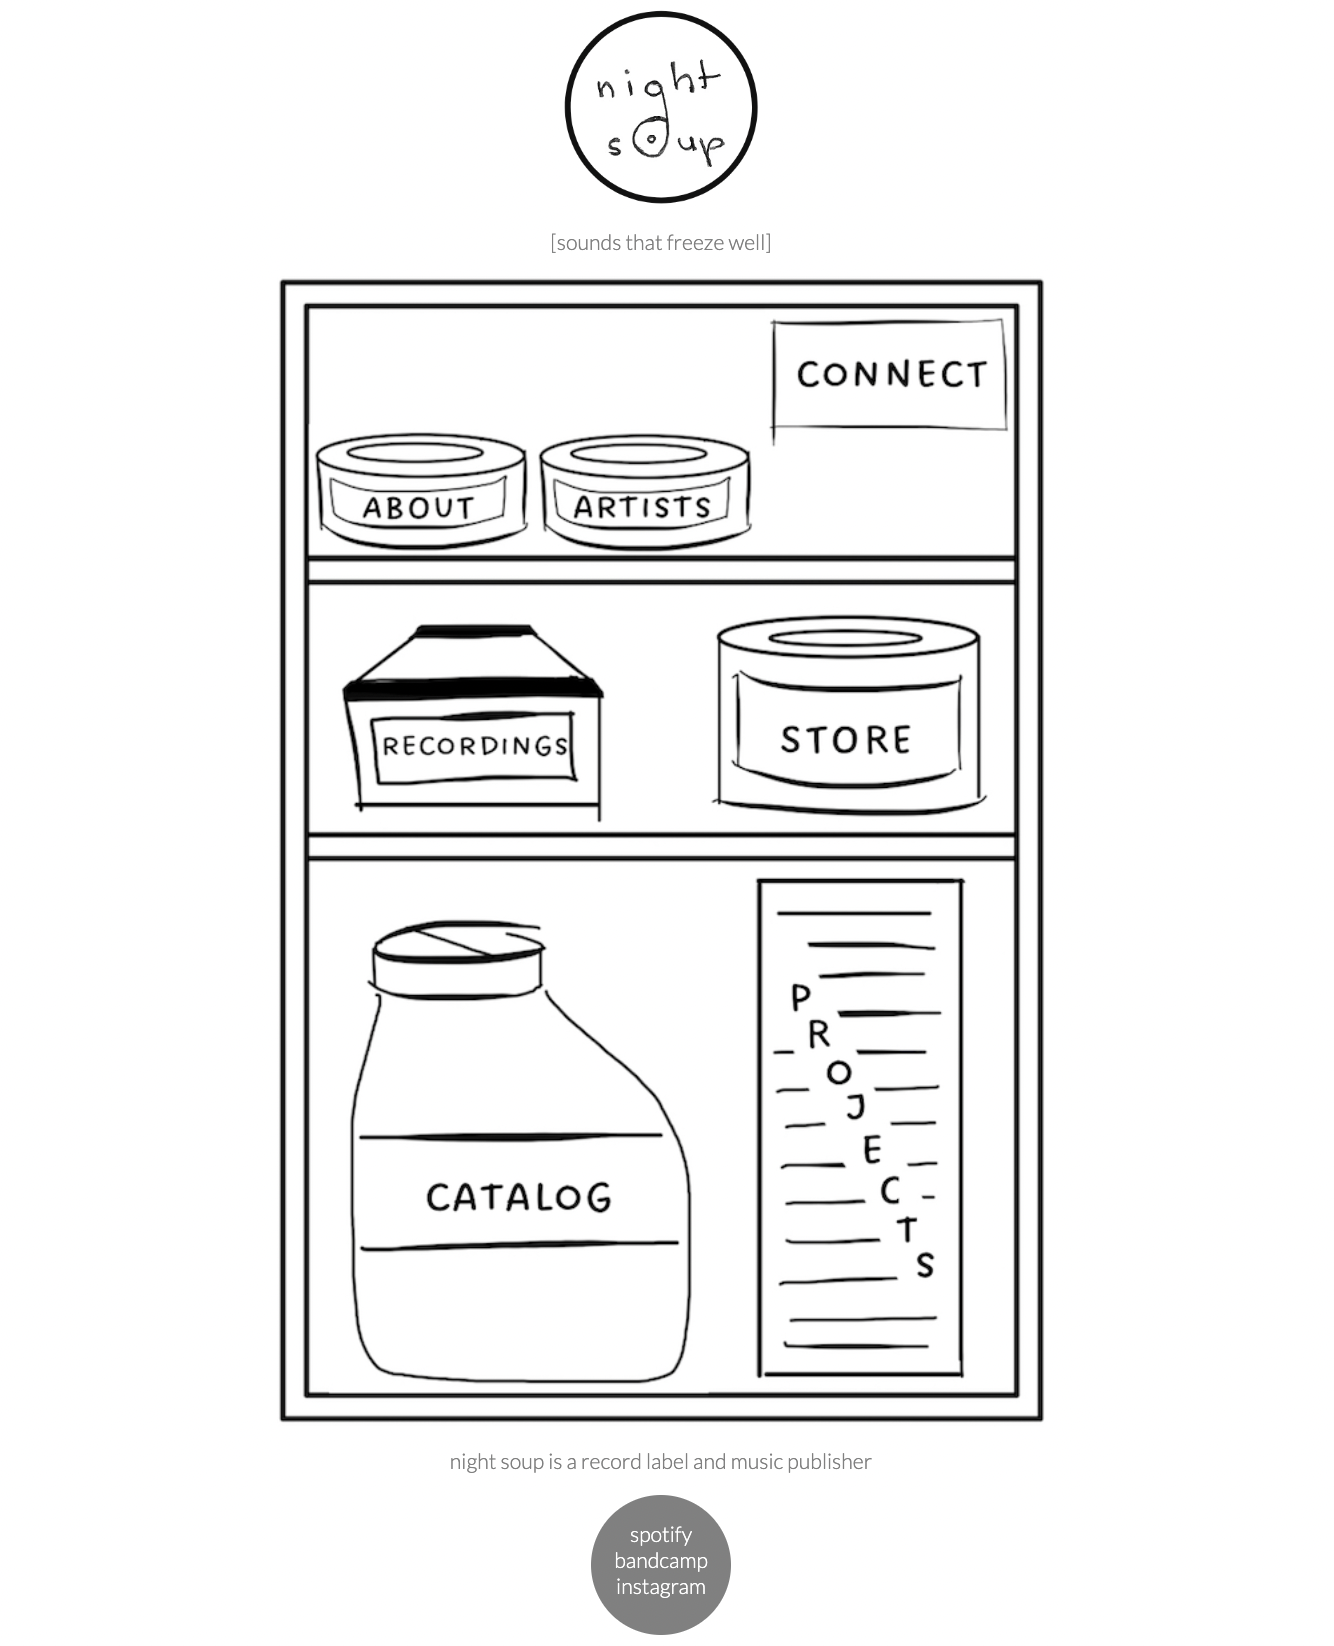 night
soup
[sounds that freeze well]
CONNECT
ABOUT
ARTISTS
RECORDINGS
STORE
CATALOG
PROJECTS
night soup is a record label and music publisher
spotify
bandcamp
instagram